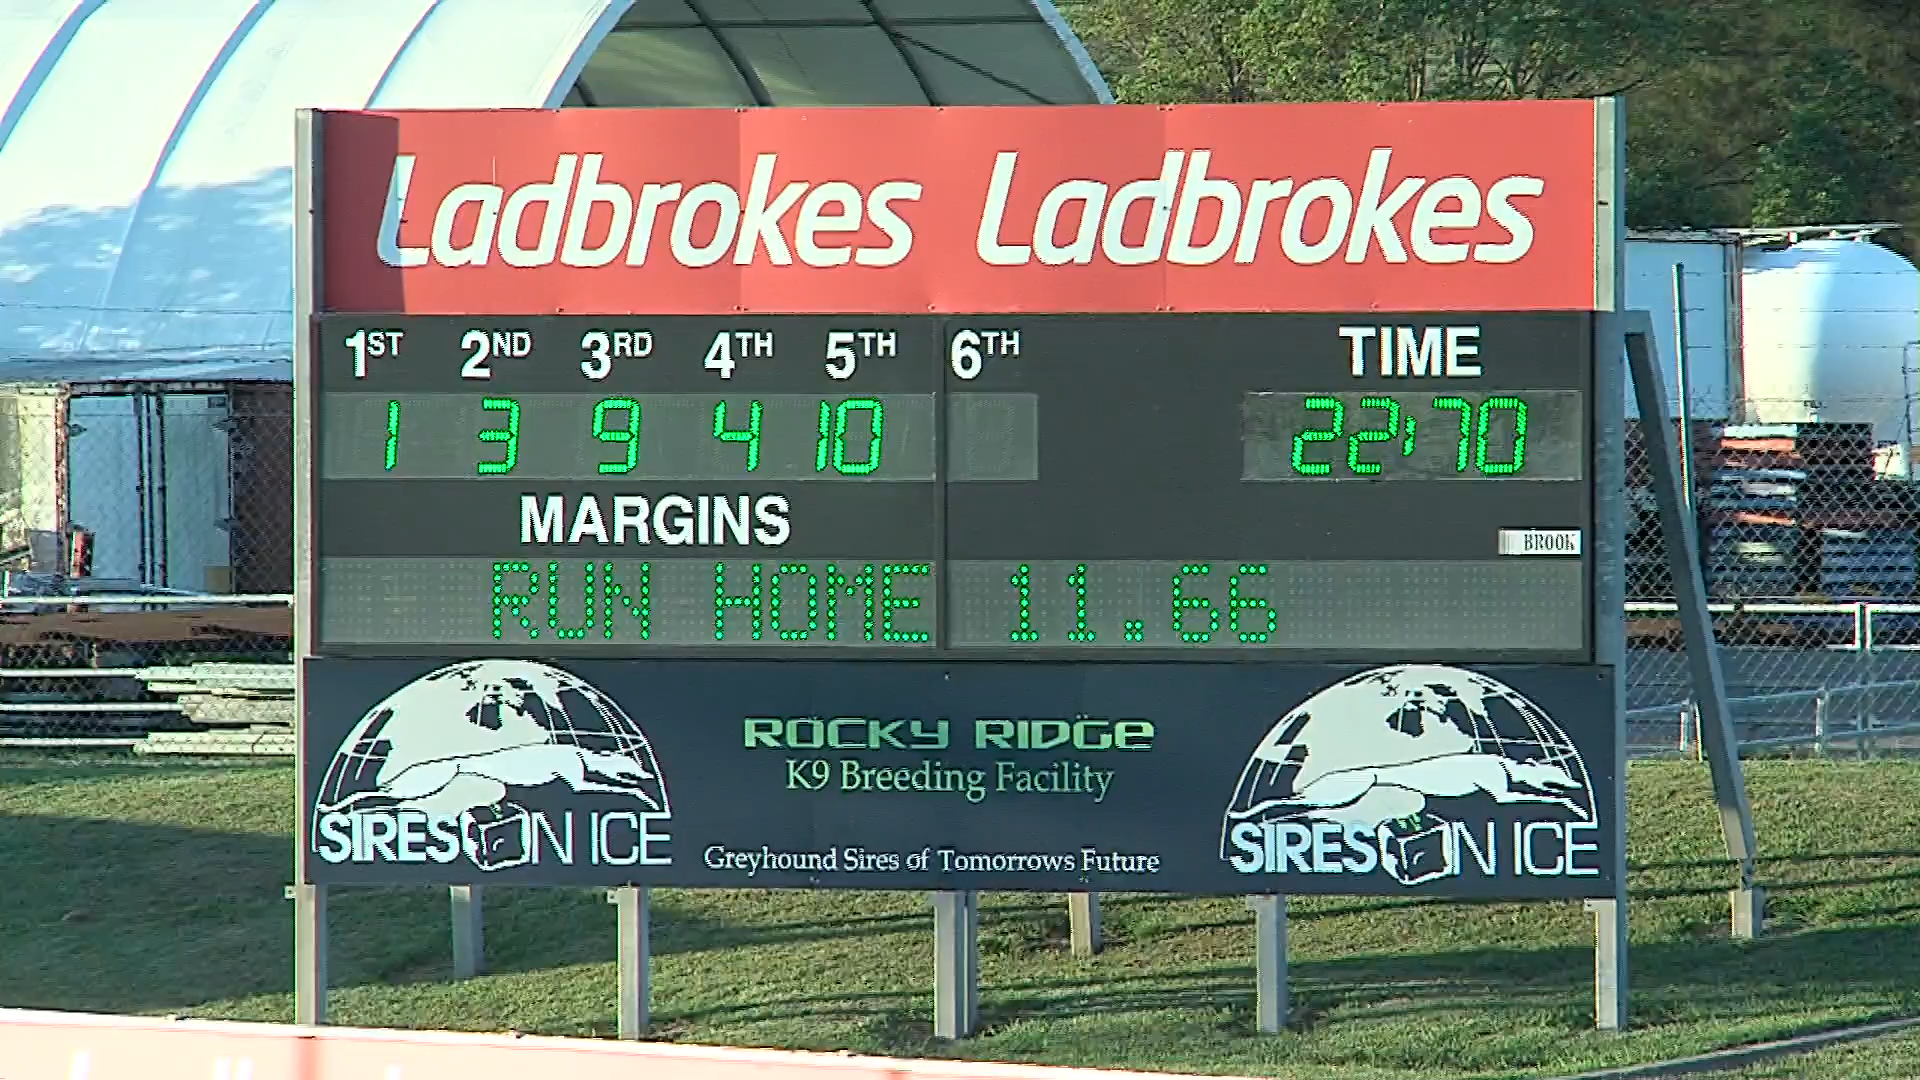 Ladbrokes Ladbrokes
1ST 2ND 3RD 4TH 5TH 6TH TIME
1 3 9 4 10 22:70
MARGINS
BROOK
RUN HOME 11.66
ROCKY RIDGE
K9 Breeding Facility
SIRES ON ICE
Greyhound Sires of Tomorrows Future
SIRES ON ICE